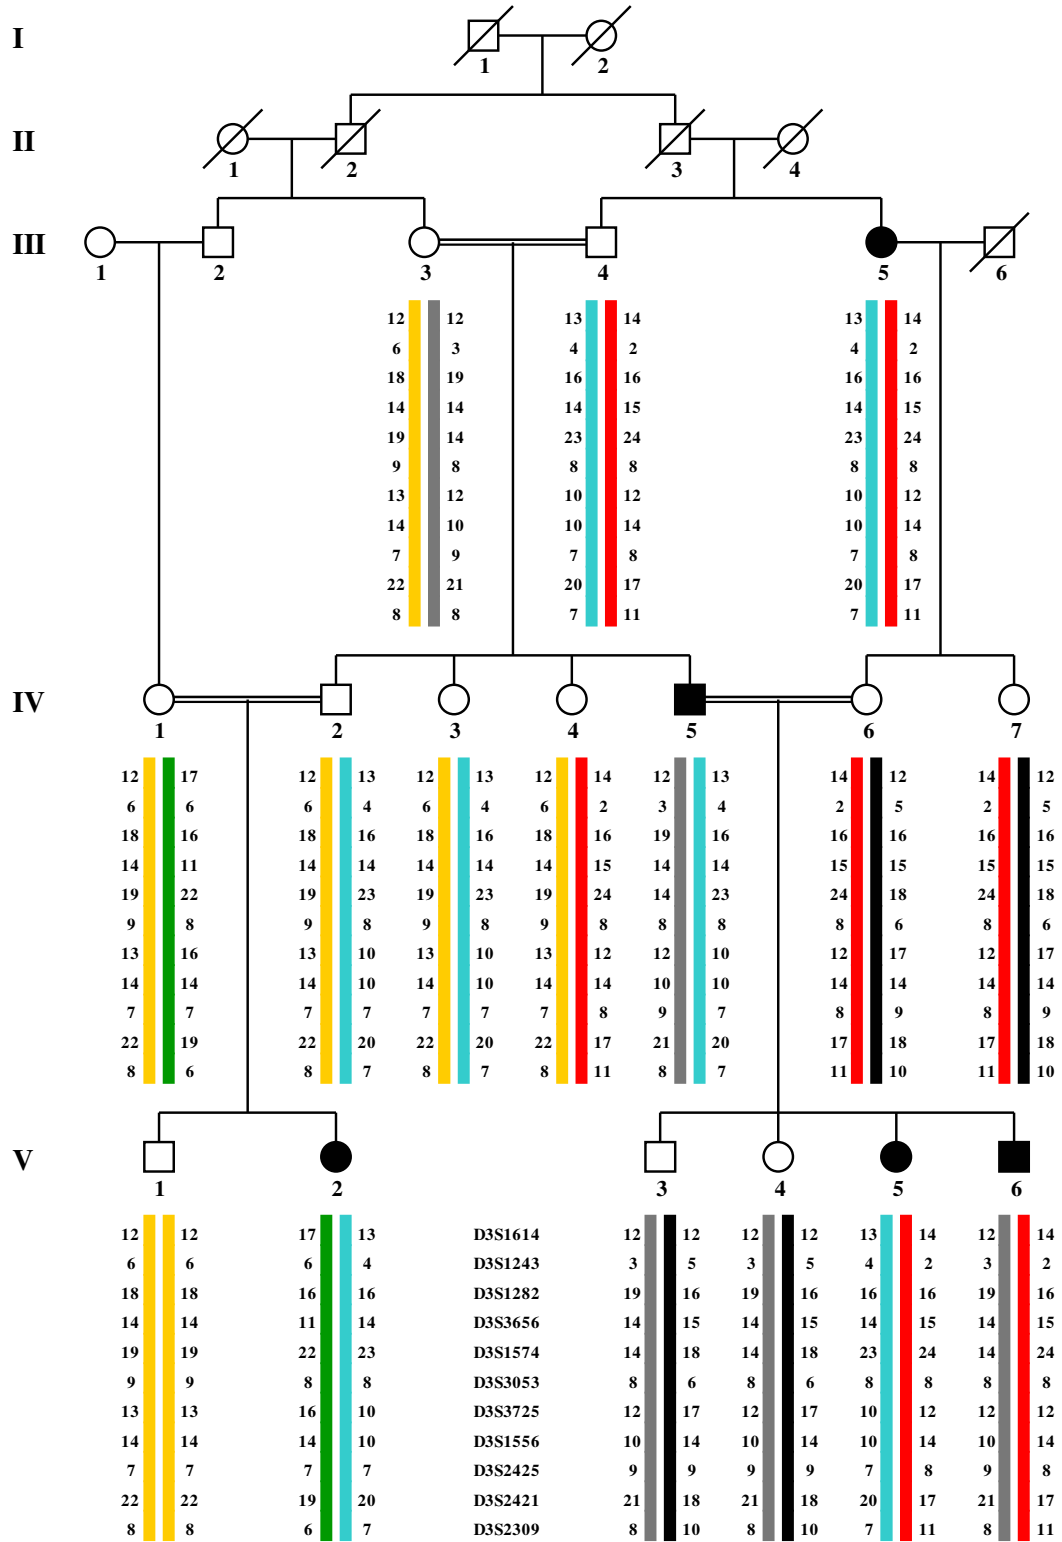 I
1 2
II
1 2 3 4
III
1 2 3 4 5 6
12 12 13 14 13 14
6 3 4 2 4 2
18 19 16 16 16 16
14 14 14 15 14 15
19 14 23 24 23 24
9 8 8 8 8 8
13 12 10 12 10 12
14 10 10 14 10 14
7 9 7 8 7 8
22 21 20 17 20 17
8 8 7 11 7 11
IV
1 2 3 4 5 6 7
12 17 12 13 12 13 12 14 12 13 14 12 14 12
6 6 6 4 6 4 6 2 3 4 2 5 2 5
18 16 18 16 18 16 18 16 19 16 16 16 16 16
14 11 14 14 14 14 14 15 14 14 15 15 15 15
19 22 19 23 19 23 19 24 14 23 24 18 24 18
9 8 9 8 9 8 9 8 8 8 8 6 8 6
13 16 13 10 13 10 13 12 12 10 12 17 12 17
14 14 14 10 14 10 14 14 10 10 14 14 14 14
7 7 7 7 7 7 7 8 9 7 8 9 8 9
22 19 22 20 22 20 22 17 21 20 17 18 17 18
8 6 8 7 8 7 8 11 8 7 11 10 11 10
V
1 2 3 4 5 6
12 12 17 13 D3S1614 12 12 12 12 13 14 12 14
6 6 6 4 D3S1243 3 5 3 5 4 2 3 2
18 18 16 16 D3S1282 19 16 19 16 16 16 19 16
14 14 11 14 D3S3656 14 15 14 15 14 15 14 15
19 19 22 23 D3S1574 14 18 14 18 23 24 14 24
9 9 8 8 D3S3053 8 6 8 6 8 8 8 8
13 13 16 10 D3S3725 12 17 12 17 10 12 12 12
14 14 14 10 D3S1556 10 14 10 14 10 14 10 14
7 7 7 7 D3S2425 9 9 9 9 7 8 9 8
22 22 19 20 D3S2421 21 18 21 18 20 17 21 17
8 8 6 7 D3S2309 8 10 8 10 7 11 8 11